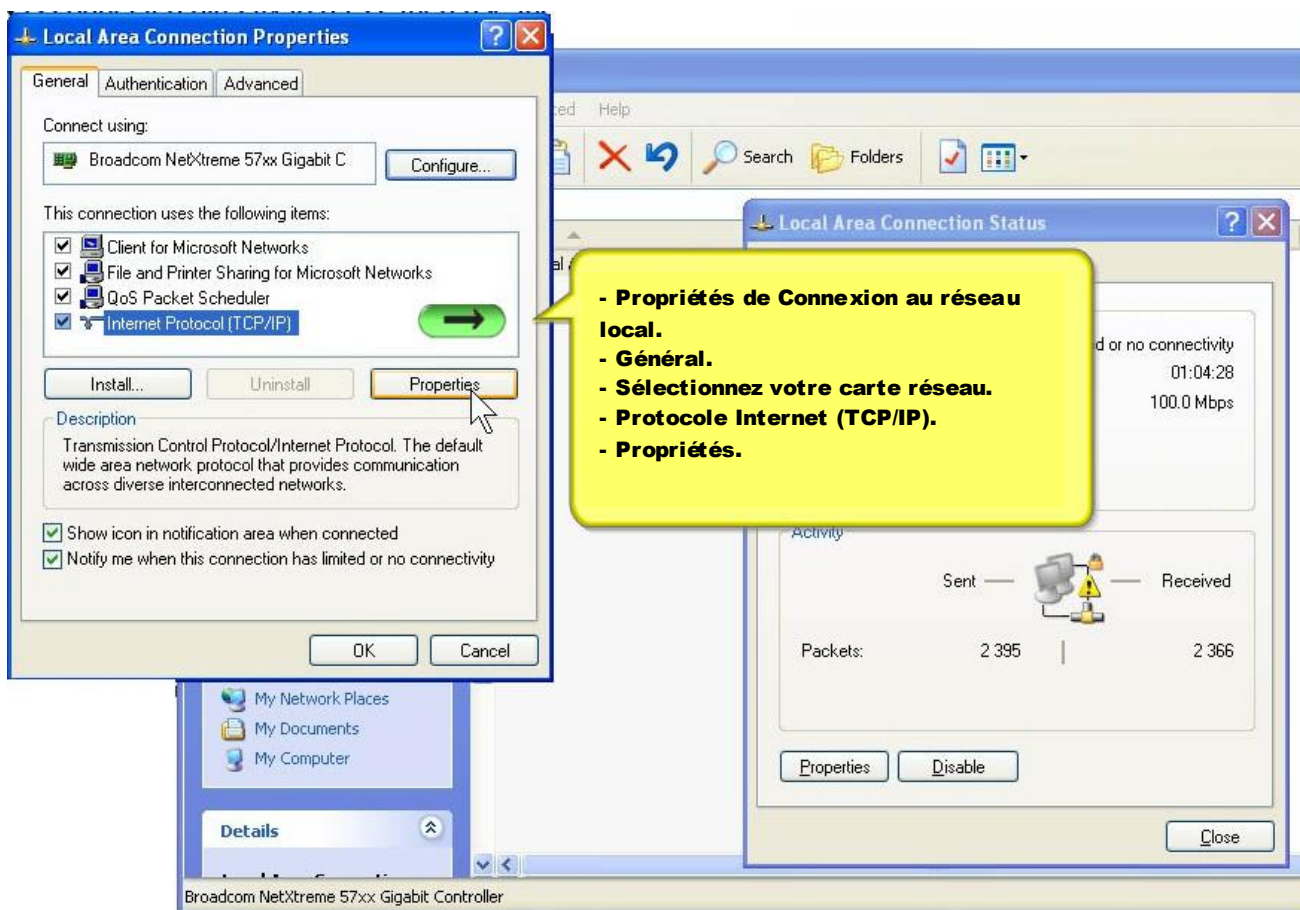 Local Area Connection Properties
General Authentication Advanced
Connect using:
Broadcom NetXtreme 57xx Gigabit C
Configure...
This connection uses the following items:
Client for Microsoft Networks
File and Printer Sharing for Microsoft Networks
QoS Packet Scheduler
Internet Protocol (TCP/IP)
Install... Uninstall Properties
Description
Transmission Control Protocol/Internet Protocol. The default
wide area network protocol that provides communication
across diverse interconnected networks.
Show icon in notification area when connected
Notify me when this connection has limited or no connectivity
OK Cancel
Help
Search Folders
- Propriétés de Connexion au réseau
local.
- Général.
- Sélectionnez votre carte réseau.
- Protocole Internet (TCP/IP).
- Propriétés.
Local Area Connection Status
d or no connectivity
01:04:28
100.0 Mbps
Activity
Sent Received
Packets: 2 395 2 366
Properties Disable
Close
My Network Places
My Documents
My Computer
Details
Broadcom NetXtreme 57xx Gigabit Controller